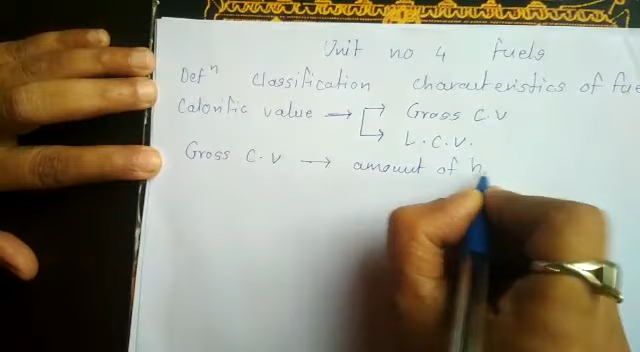 Unit no 4 fuels
Defⁿ classification characteristics of fue
Calorific value → Gross C.V
→ L.C.V.
Gross C.V → amount of h